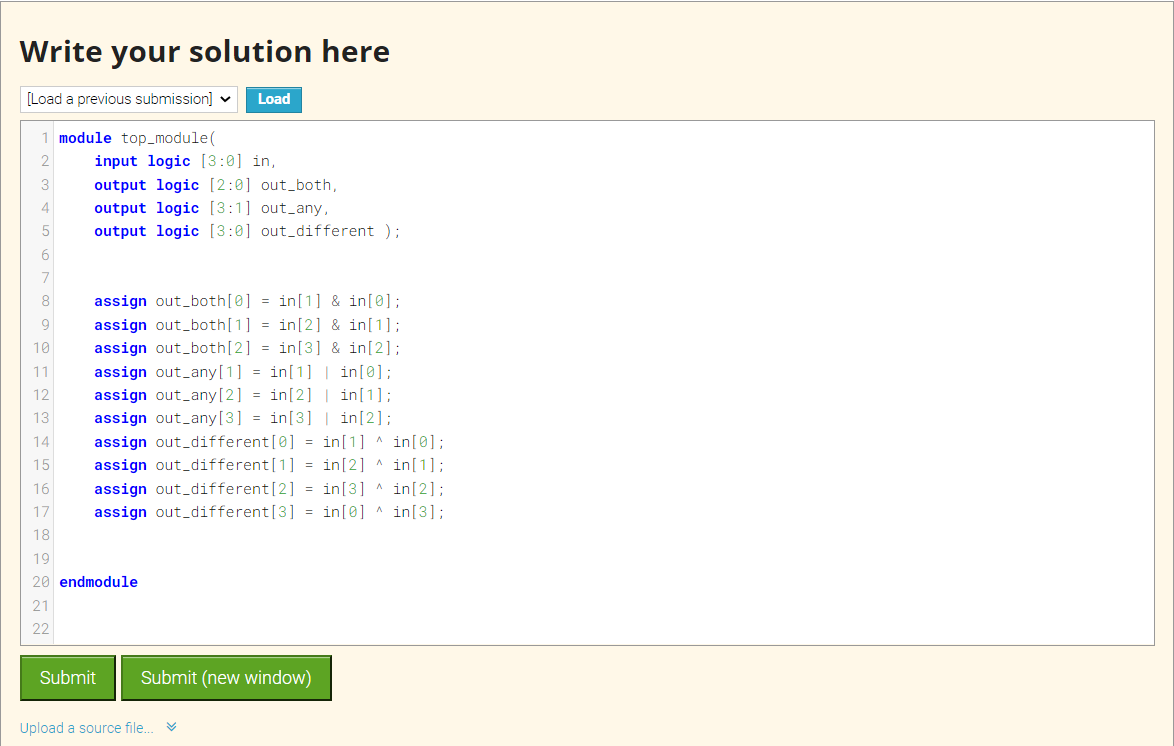 Write your solution here
[Load a previous submission] Load
1 module top_module(
2     input logic [3:0] in,
3     output logic [2:0] out_both,
4     output logic [3:1] out_any,
5     output logic [3:0] out_different );
6
7
8     assign out_both[0] = in[1] & in[0];
9     assign out_both[1] = in[2] & in[1];
10     assign out_both[2] = in[3] & in[2];
11     assign out_any[1] = in[1] | in[0];
12     assign out_any[2] = in[2] | in[1];
13     assign out_any[3] = in[3] | in[2];
14     assign out_different[0] = in[1] ^ in[0];
15     assign out_different[1] = in[2] ^ in[1];
16     assign out_different[2] = in[3] ^ in[2];
17     assign out_different[3] = in[0] ^ in[3];
18
19
20 endmodule
21
22
Submit Submit (new window)
Upload a source file...